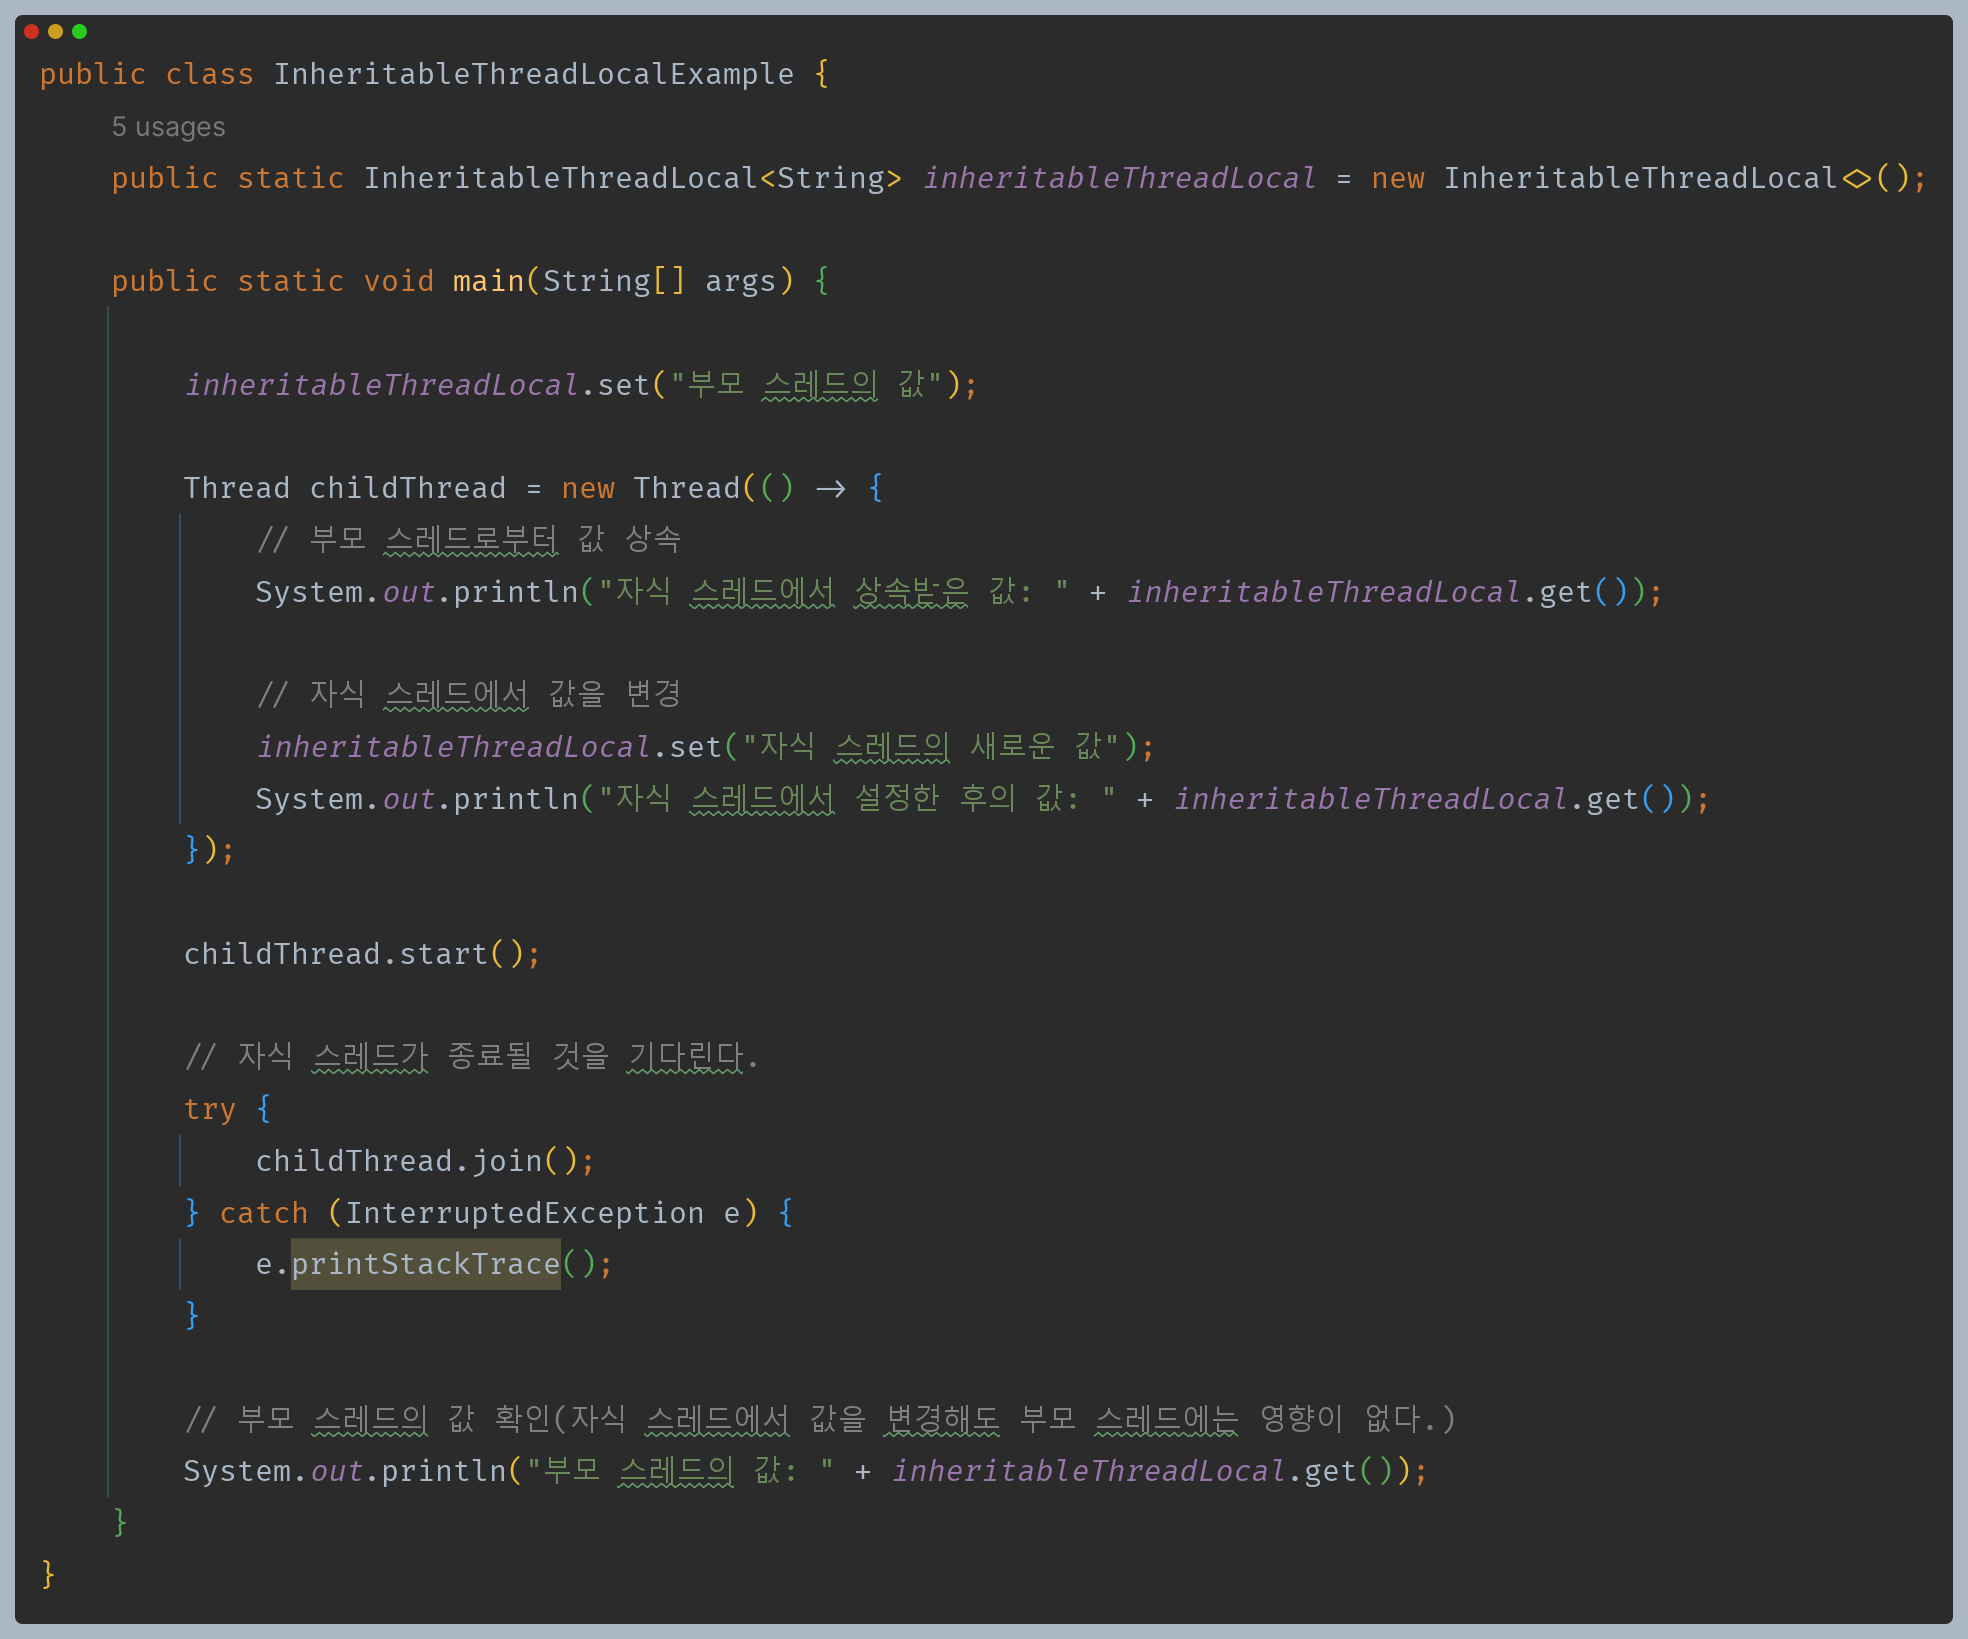 public class InheritableThreadLocalExample {
5 usages
public static InheritableThreadLocal<String> inheritableThreadLocal = new InheritableThreadLocal<>();
public static void main(String[] args) {
inheritableThreadLocal.set("부모 스레드의 값");
Thread childThread = new Thread(() -> {
// 부모 스레드로부터 값 상속
System.out.println("자식 스레드에서 상속받은 값: " + inheritableThreadLocal.get());
// 자식 스레드에서 값을 변경
inheritableThreadLocal.set("자식 스레드의 새로운 값");
System.out.println("자식 스레드에서 설정한 후의 값: " + inheritableThreadLocal.get());
});
childThread.start();
// 자식 스레드가 종료될 것을 기다린다.
try {
childThread.join();
} catch (InterruptedException e) {
e.printStackTrace();
}
// 부모 스레드의 값 확인(자식 스레드에서 값을 변경해도 부모 스레드에는 영향이 없다.)
System.out.println("부모 스레드의 값: " + inheritableThreadLocal.get());
}
}